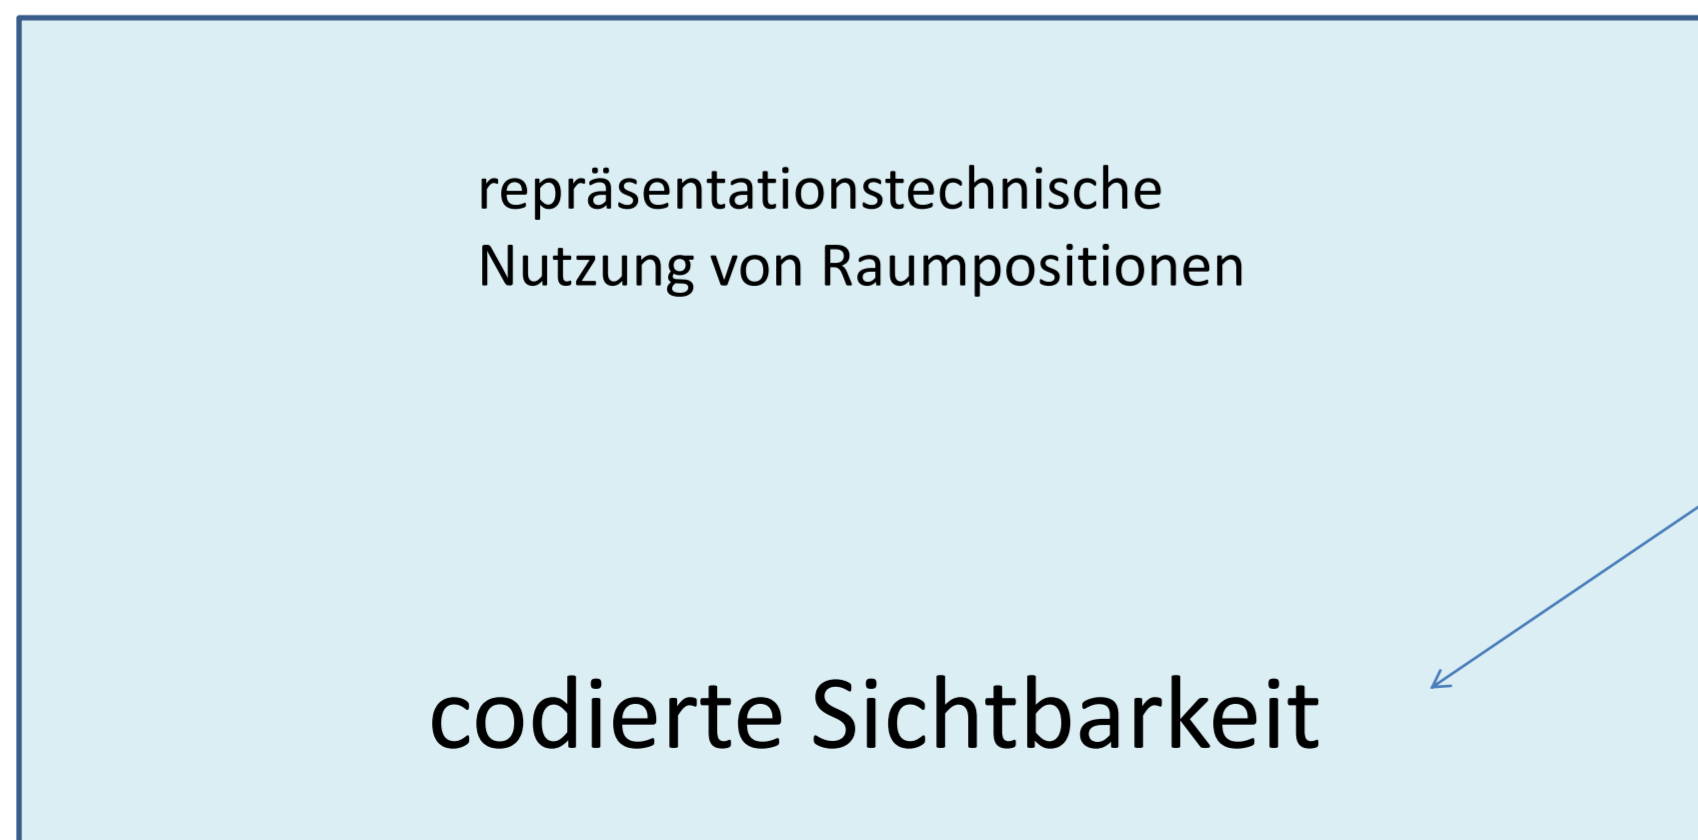 repräsentationstechnische
Nutzung von Raumpositionen
codierte Sichtbarkeit